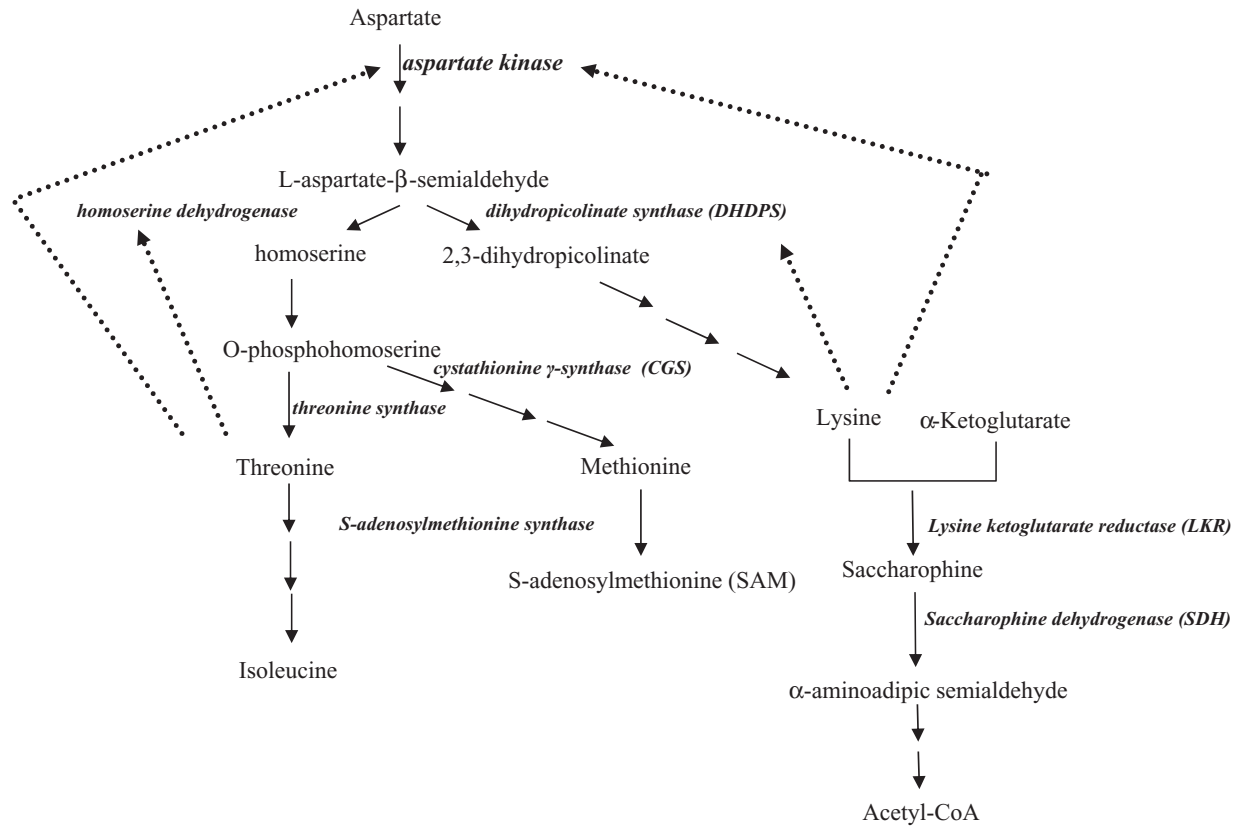 Aspartate
aspartate kinase
L-aspartate-β-semialdehyde
homoserine dehydrogenase
dihydropicolinate synthase (DHDPS)
homoserine
2,3-dihydropicolinate
O-phosphohomoserine
cystathionine γ-synthase (CGS)
threonine synthase
Lysine
α-Ketoglutarate
Threonine
Methionine
S-adenosylmethionine synthase
Lysine ketoglutarate reductase (LKR)
S-adenosylmethionine (SAM)
Saccharophine
Saccharophine dehydrogenase (SDH)
Isoleucine
α-aminoadipic semialdehyde
Acetyl-CoA